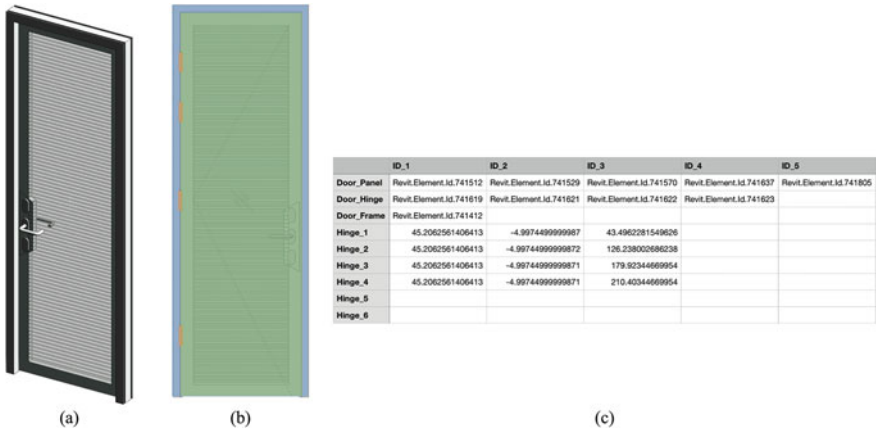 ID_1 ID_2 ID_3 ID_4 ID_5
Door_Panel Revit.Element.Id.741512 Revit.Element.Id.741529 Revit.Element.Id.741570 Revit.Element.Id.741637 Revit.Element.Id.741805
Door_Hinge Revit.Element.Id.741619 Revit.Element.Id.741621 Revit.Element.Id.741622 Revit.Element.Id.741623
Door_Frame Revit.Element.Id.741412
Hinge_1 45.2062561406413 -4.99744999999987 43.4962281549626
Hinge_2 45.2062561406413 -4.99744999999872 126.238002686238
Hinge_3 45.2062561406413 -4.99744999999871 179.92344669954
Hinge_4 45.2062561406413 -4.99744999999871 210.40344669954
Hinge_5
Hinge_6
(a) (b) (c)